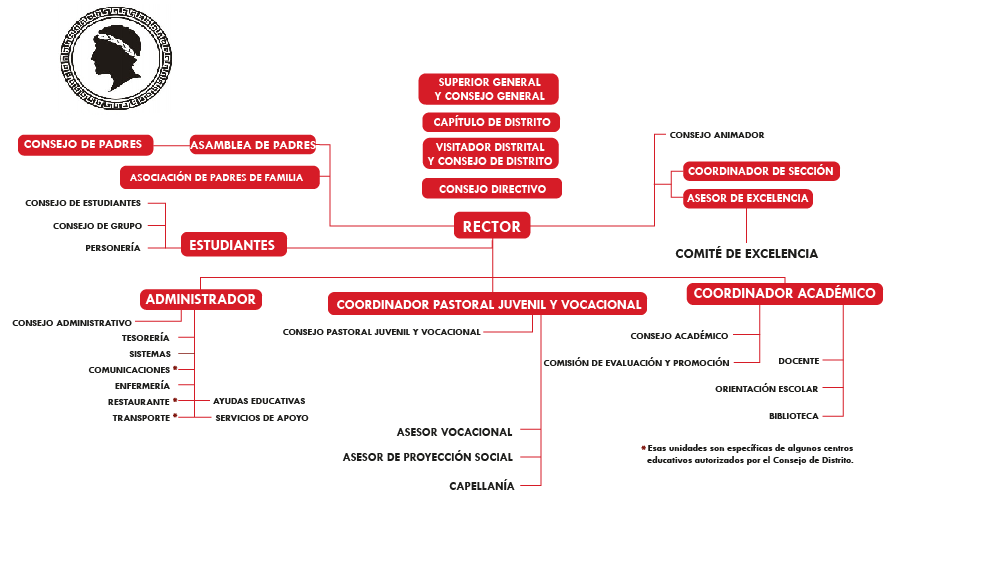 SUPERIOR GENERAL
Y CONSEJO GENERAL
CAPÍTULO DE DISTRITO
VISITADOR DISTRITAL
Y CONSEJO DE DISTRITO
CONSEJO DIRECTIVO
RECTOR
CONSEJO DE PADRES
ASAMBLEA DE PADRES
ASOCIACIÓN DE PADRES DE FAMILIA
CONSEJO DE ESTUDIANTES
CONSEJO DE GRUPO
PERSONERÍA
ESTUDIANTES
CONSEJO ANIMADOR
COORDINADOR DE SECCIÓN
ASESOR DE EXCELENCIA
COMITÉ DE EXCELENCIA
ADMINISTRADOR
CONSEJO ADMINISTRATIVO
TESORERÍA
SISTEMAS
COMUNICACIONES *
ENFERMERÍA
RESTAURANTE *
AYUDAS EDUCATIVAS
TRANSPORTE *
SERVICIOS DE APOYO
COORDINADOR PASTORAL JUVENIL Y VOCACIONAL
CONSEJO PASTORAL JUVENIL Y VOCACIONAL
ASESOR VOCACIONAL
ASESOR DE PROYECCIÓN SOCIAL
CAPELLANÍA
COORDINADOR ACADÉMICO
CONSEJO ACADÉMICO
COMISIÓN DE EVALUACIÓN Y PROMOCIÓN
DOCENTE
ORIENTACIÓN ESCOLAR
BIBLIOTECA
* Esas unidades son específicas de algunos centros
educativos autorizados por el Consejo de Distrito.